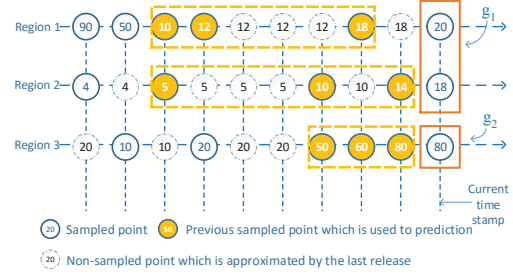 Region 1 90 50 10 12 12 12 12 18 18 20
g1
Region 2 4 4 5 5 5 5 10 10 14 18
g2
Region 3 20 10 10 20 20 20 50 60 80 80
Current
time
stamp
20 Sampled point 50 Previous sampled point which is used to prediction
20 Non-sampled point which is approximated by the last release